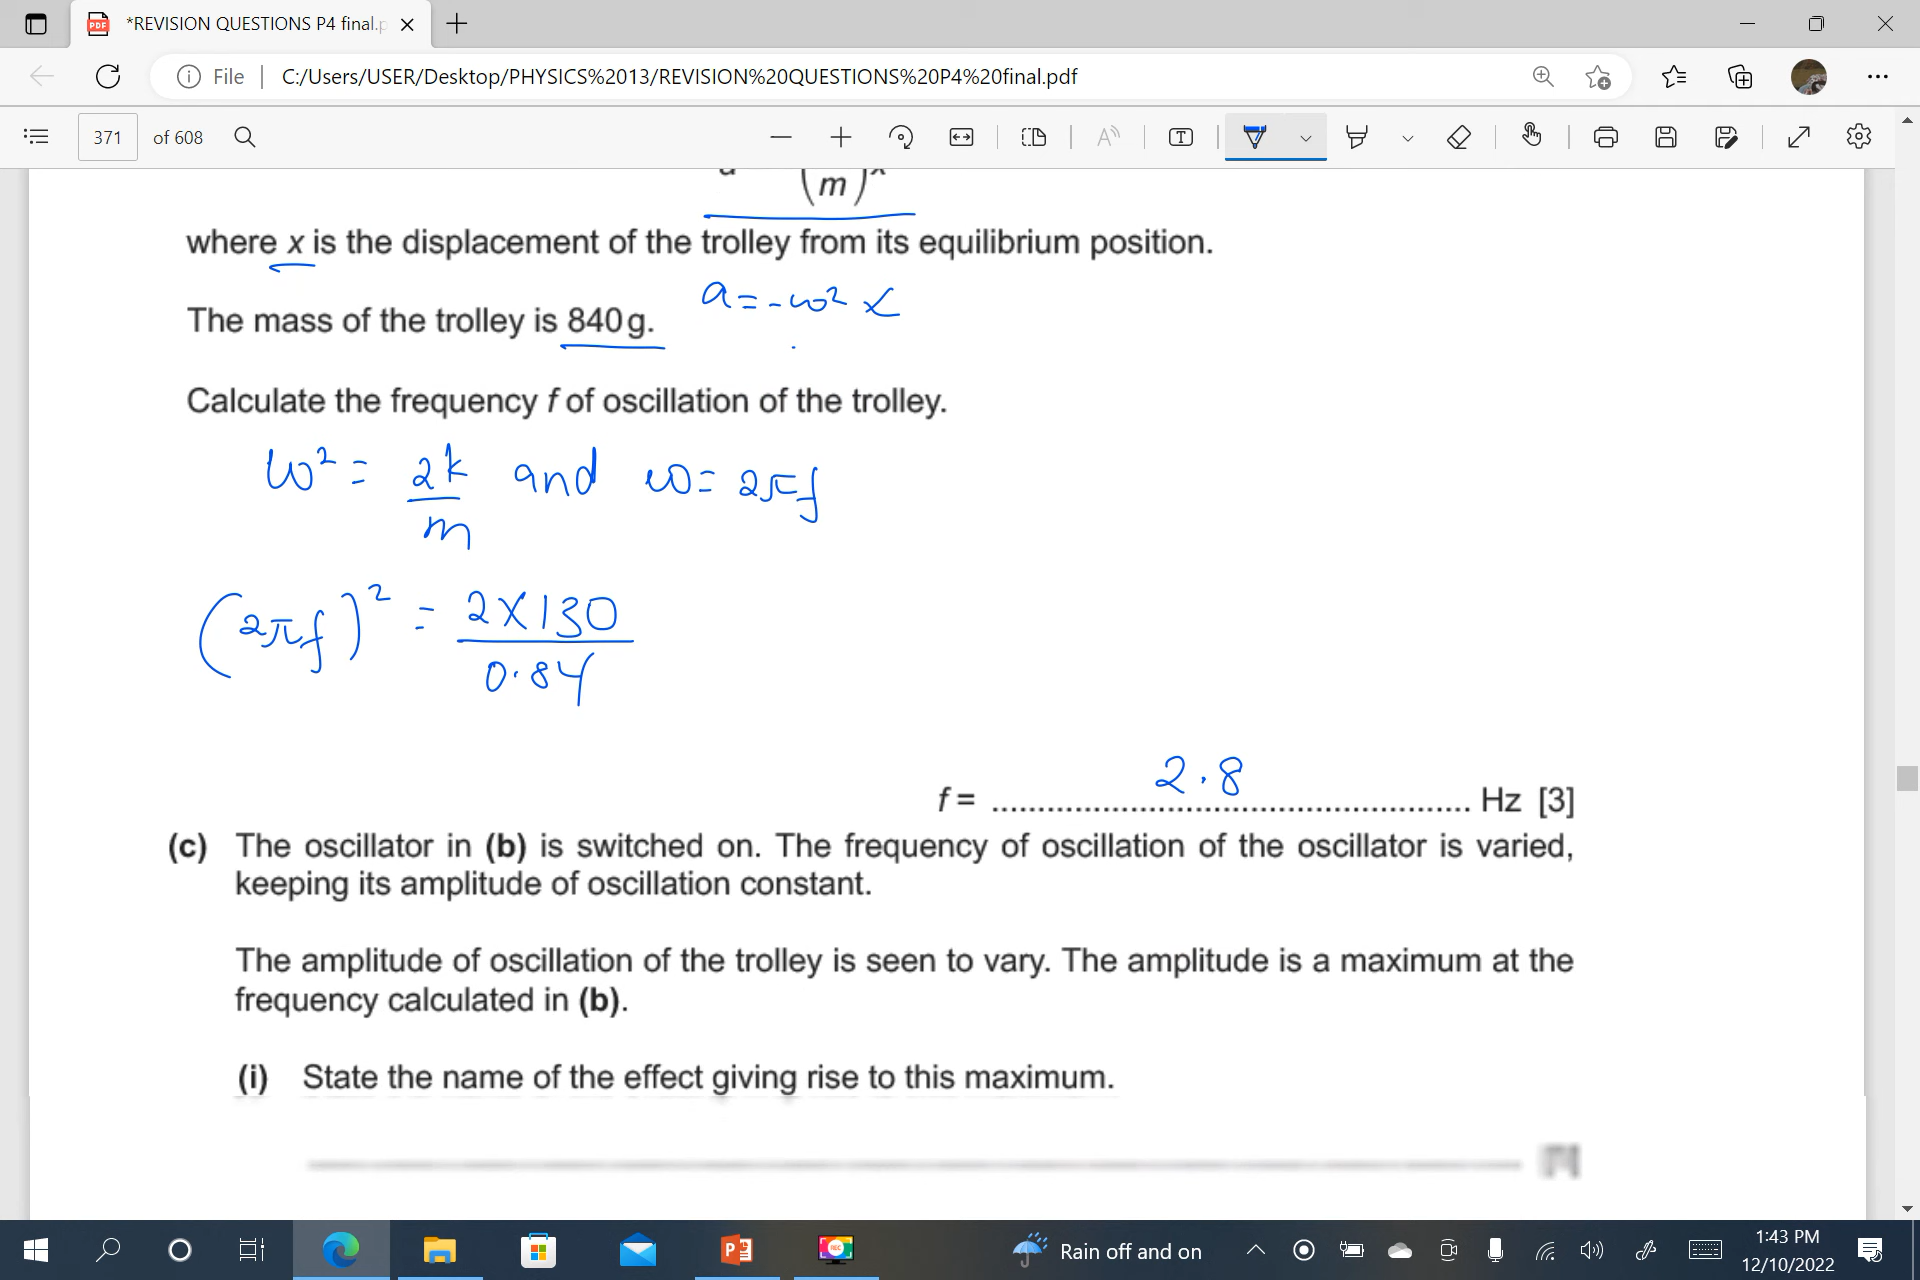 *REVISION QUESTIONS P4 final.p
File
C:/Users/USER/Desktop/PHYSICS%2013/REVISION%20QUESTIONS%20P4%20final.pdf
371 of 608
m
where x is the displacement of the trolley from its equilibrium position.
a = -ω² x
The mass of the trolley is 840 g.
Calculate the frequency f of oscillation of the trolley.
ω² = 2k/m and ω = 2πf
(2πf)² = 2×130/0.84
2.8
f = .................................................... Hz [3]
(c) The oscillator in (b) is switched on. The frequency of oscillation of the oscillator is varied,
keeping its amplitude of oscillation constant.
The amplitude of oscillation of the trolley is seen to vary. The amplitude is a maximum at the
frequency calculated in (b).
(i) State the name of the effect giving rise to this maximum.
Rain off and on
1:43 PM
12/10/2022